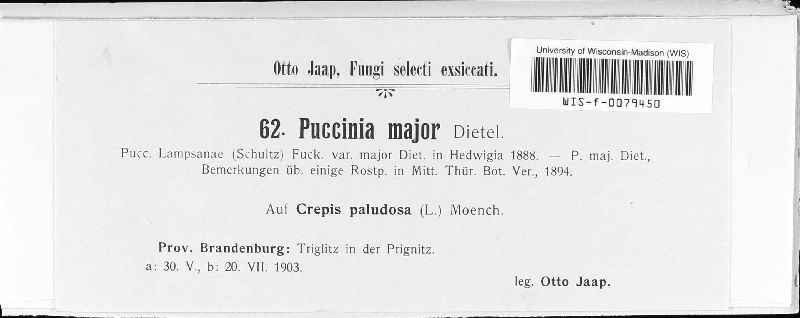 University of Wisconsin-Madison (WIS)
WIS-f-0079450
Otto Jaap, Fungi selecti exsiccati.
62. Puccinia major Dietel.
Pucc. Lampsanae (Schultz) Fuck. var. major Diet. in Hedwigia 1888. — P. maj. Diet.,
Bemerkungen üb. einige Rostp. in Mitt. Thür. Bot. Ver., 1894.
Auf Crepis paludosa (L.) Moench.
Prov. Brandenburg: Triglitz in der Prignitz.
a: 30. V., b: 20. VII. 1903.
leg. Otto Jaap.